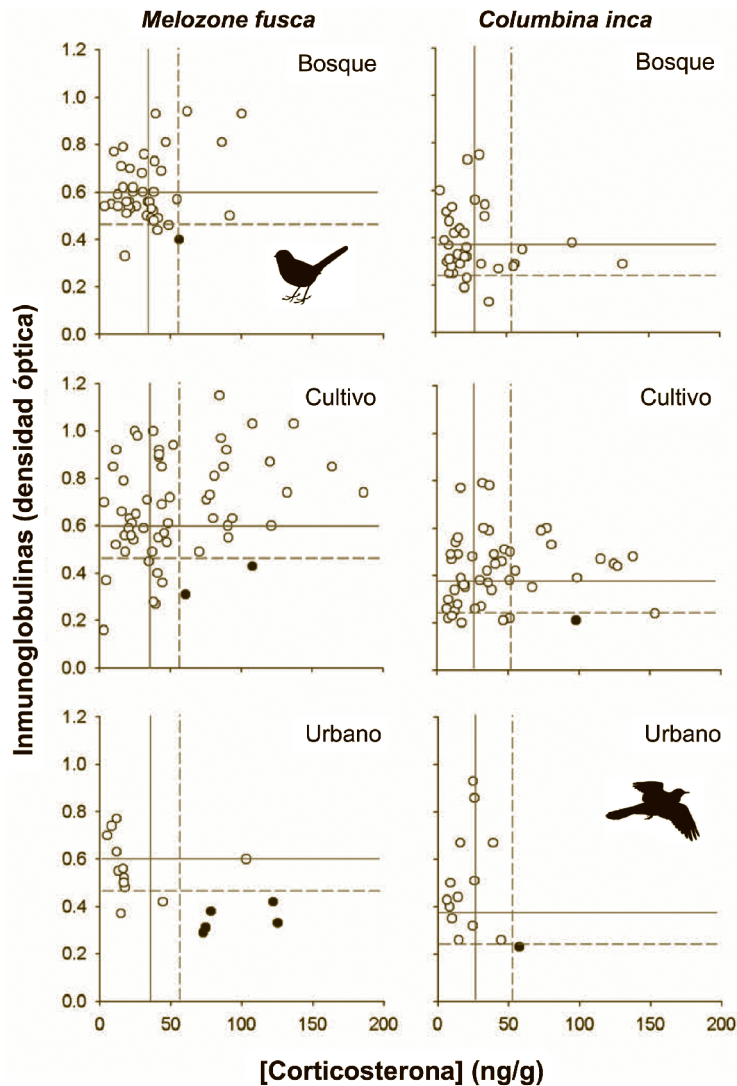 Melozone fusca
Columbina inca
1.2
1.0
0.8
0.6
0.4
0.2
0.0
Bosque
Bosque
1.2
1.0
0.8
0.6
0.4
0.2
0.0
Cultivo
Cultivo
1.2
1.0
0.8
0.6
0.4
0.2
0.0
Urbano
Urbano
0 50 100 150 200
0 50 100 150 200
Inmunoglobulinas (densidad óptica)
[Corticosterona] (ng/g)